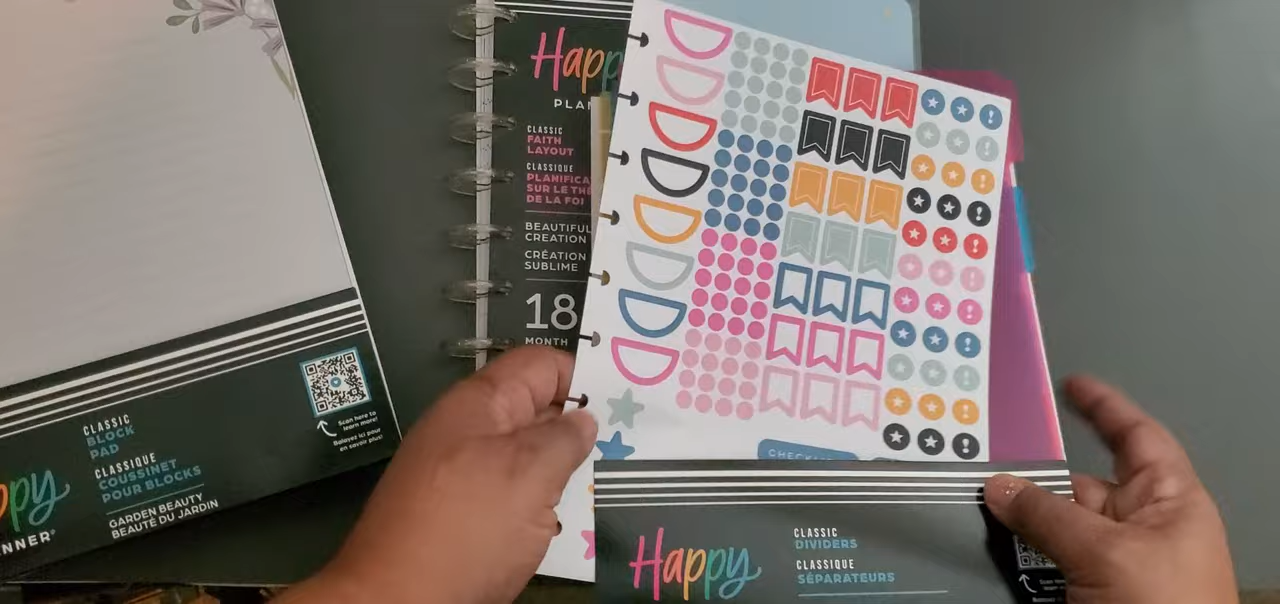 Happy
PLAN
CLASSIC
FAITH
LAYOUT
CLASSIQUE
PLANIFICA
SUR LE THÈ
DE LA FOI
BEAUTIFUL
CREATION
CRÉATION
SUBLIME
18
MONTH
CLASSIC
BLOCK
PAD
CLASSIQUE
COUSSINET
POUR BLOCKS
GARDEN BEAUTY
BEAUTÉ DU JARDIN
Scan here to
learn more!
Balayez ici pour
en savoir plus!
ppy
NNER®
CHECK
Happy
CLASSIC
DIVIDERS
CLASSIQUE
SÉPARATEURS